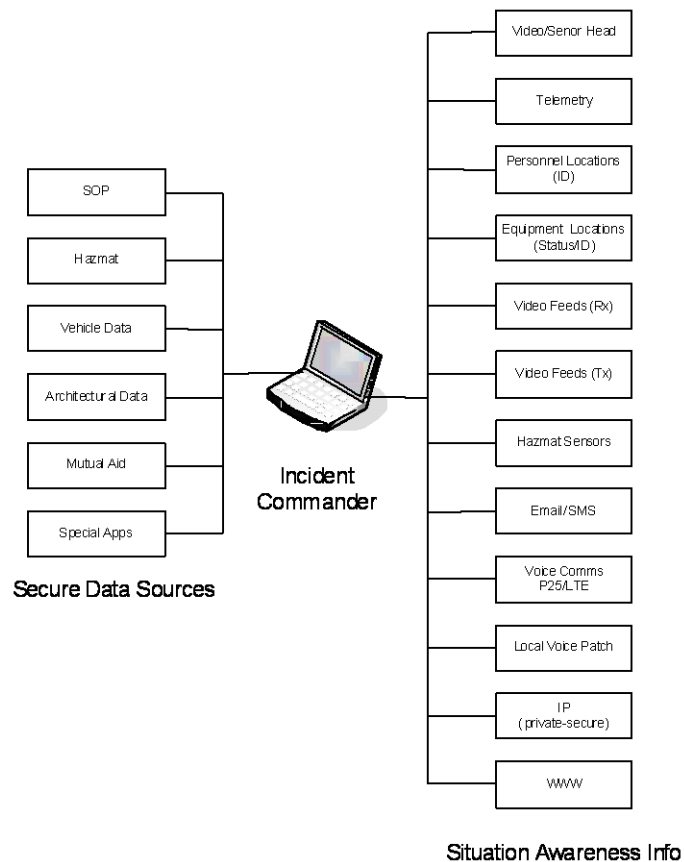 SOP
Hazmat
Vehicle Data
Architectural Data
Mutual Aid
Special Apps
Secure Data Sources
Incident
Commander
Video/Senor Head
Telemetry
Personnel Locations
(ID)
Equipment Locations
(Status/ID)
Video Feeds (Rx)
Video Feeds (Tx)
Hazmat Sensors
Email/SMS
Voice Comms
P25/LTE
Local Voice Patch
IP
(private-secure)
WWW
Situation Awareness Info